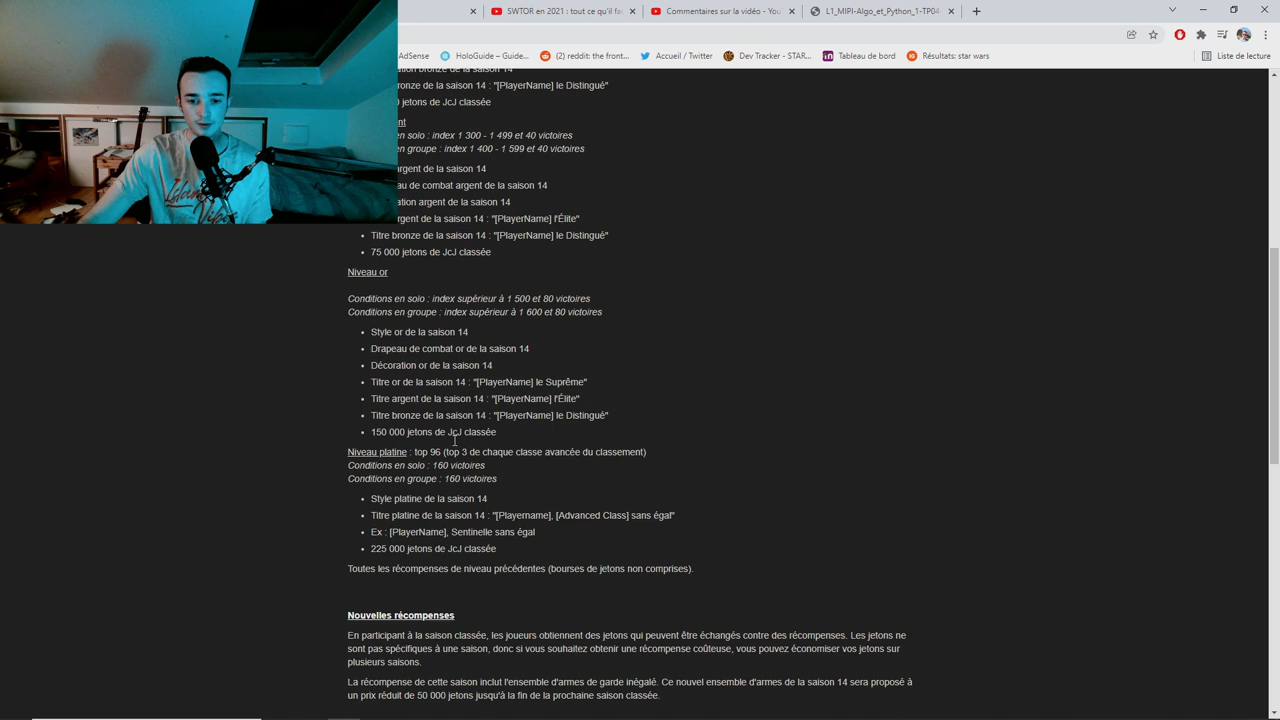 SWTOR en 2021 : tout ce qu'il fa
Commentaires sur la vidéo - You
L1_MIPI-Algo_et_Python_1-TP04-
AdSense
HoloGuide – Guide...
(2) reddit: the front...
Accueil / Twitter
Dev Tracker - STAR...
Tableau de bord
Résultats: star wars
Liste de lecture
ation bronze de la saison 14
ronze de la saison 14 : "[PlayerName] le Distingué"
0 jetons de JcJ classée
ent
en solo : index 1 300 - 1 499 et 40 victoires
en groupe : index 1 400 - 1 599 et 40 victoires
argent de la saison 14
au de combat argent de la saison 14
ation argent de la saison 14
argent de la saison 14 : "[PlayerName] l'Élite"
• Titre bronze de la saison 14 : "[PlayerName] le Distingué"
• 75 000 jetons de JcJ classée
Niveau or
Conditions en solo : index supérieur à 1 500 et 80 victoires
Conditions en groupe : index supérieur à 1 600 et 80 victoires
• Style or de la saison 14
• Drapeau de combat or de la saison 14
• Décoration or de la saison 14
• Titre or de la saison 14 : "[PlayerName] le Suprême"
• Titre argent de la saison 14 : "[PlayerName] l'Élite"
• Titre bronze de la saison 14 : "[PlayerName] le Distingué"
• 150 000 jetons de JcJ classée
Niveau platine : top 96 (top 3 de chaque classe avancée du classement)
Conditions en solo : 160 victoires
Conditions en groupe : 160 victoires
• Style platine de la saison 14
• Titre platine de la saison 14 : "[Playername], [Advanced Class] sans égal"
• Ex : [PlayerName], Sentinelle sans égal
• 225 000 jetons de JcJ classée
Toutes les récompenses de niveau précédentes (bourses de jetons non comprises).
Nouvelles récompenses
En participant à la saison classée, les joueurs obtiennent des jetons qui peuvent être échangés contre des récompenses. Les jetons ne
sont pas spécifiques à une saison, donc si vous souhaitez obtenir une récompense coûteuse, vous pouvez économiser vos jetons sur
plusieurs saisons.
La récompense de cette saison inclut l'ensemble d'armes de garde inégalé. Ce nouvel ensemble d'armes de la saison 14 sera proposé à
un prix réduit de 50 000 jetons jusqu'à la fin de la prochaine saison classée.